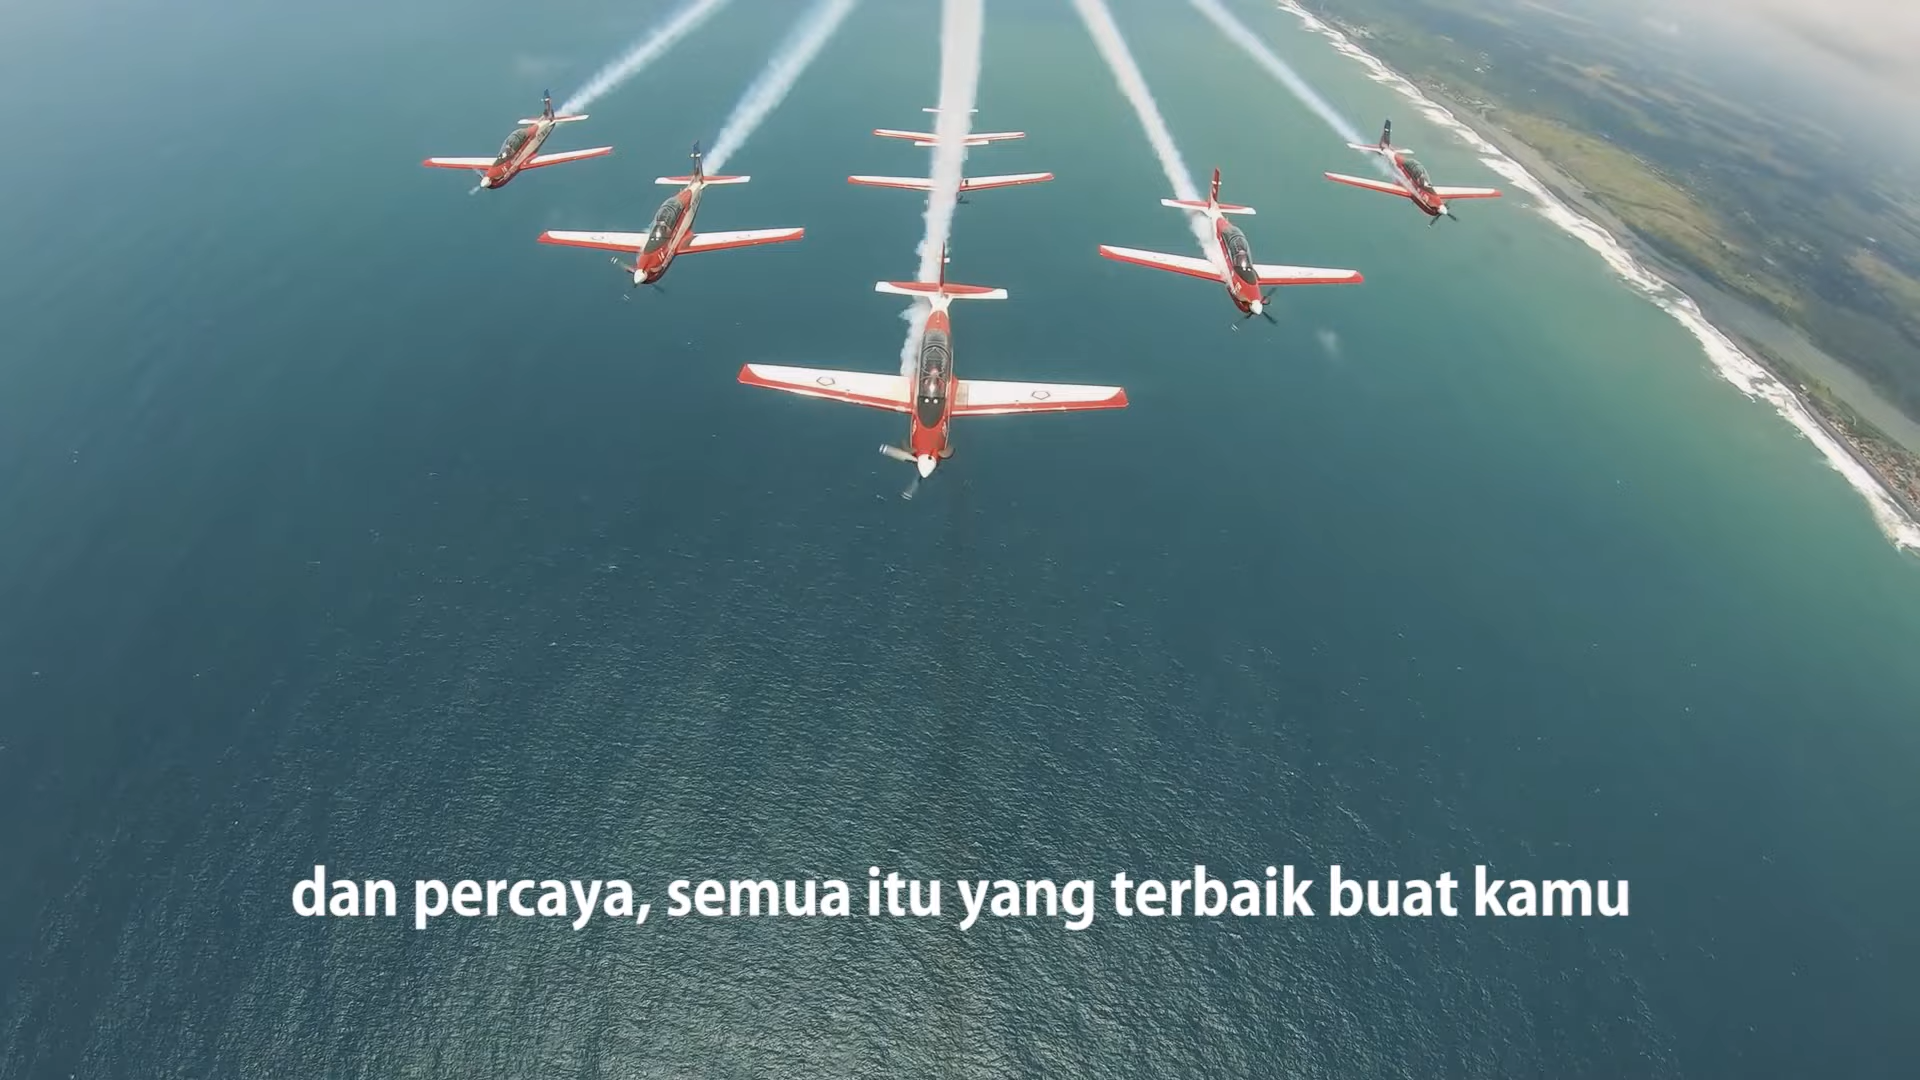 dan percaya, semua itu yang terbaik buat kamu